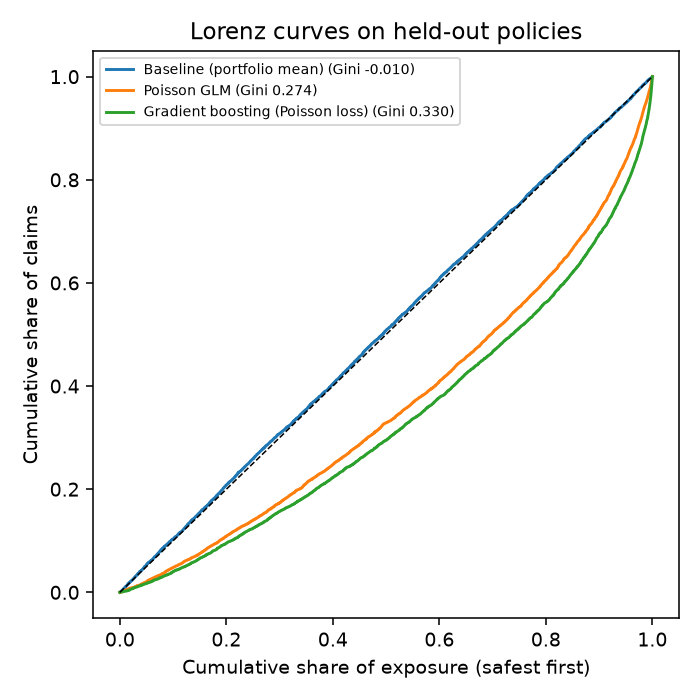 Lorenz curves on held-out policies
Baseline (portfolio mean) (Gini -0.010)
Poisson GLM (Gini 0.274)
Gradient boosting (Poisson loss) (Gini 0.330)
Cumulative share of claims
1.0
0.8
0.6
0.4
0.2
0.0
0.0 0.2 0.4 0.6 0.8 1.0
Cumulative share of exposure (safest first)